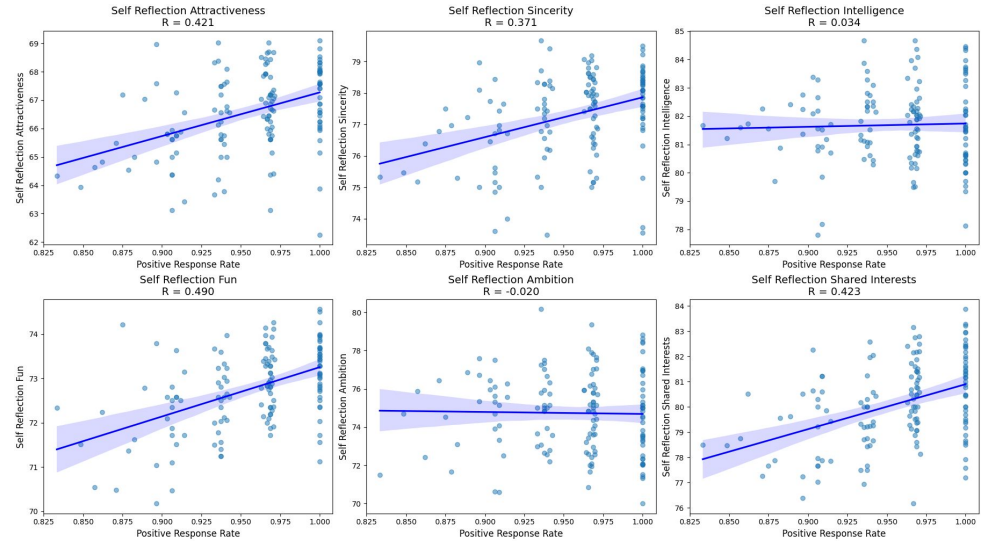 Self Reflection Attractiveness
R = 0.421
Self Reflection Attractiveness
69
68
67
66
65
64
63
62
0.825 0.850 0.875 0.900 0.925 0.950 0.975 1.000
Positive Response Rate
Self Reflection Sincerity
R = 0.371
Self Reflection Sincerity
79
78
77
76
75
74
0.825 0.850 0.875 0.900 0.925 0.950 0.975 1.000
Positive Response Rate
Self Reflection Intelligence
R = 0.034
Self Reflection Intelligence
85
84
83
82
81
80
79
78
0.825 0.850 0.875 0.900 0.925 0.950 0.975 1.000
Positive Response Rate
Self Reflection Fun
R = 0.490
Self Reflection Fun
74
73
72
71
70
0.825 0.850 0.875 0.900 0.925 0.950 0.975 1.000
Positive Response Rate
Self Reflection Ambition
R = -0.020
Self Reflection Ambition
80
78
76
74
72
70
0.825 0.850 0.875 0.900 0.925 0.950 0.975 1.000
Positive Response Rate
Self Reflection Shared Interests
R = 0.423
Self Reflection Shared Interests
84
83
82
81
80
79
78
77
76
0.825 0.850 0.875 0.900 0.925 0.950 0.975 1.000
Positive Response Rate